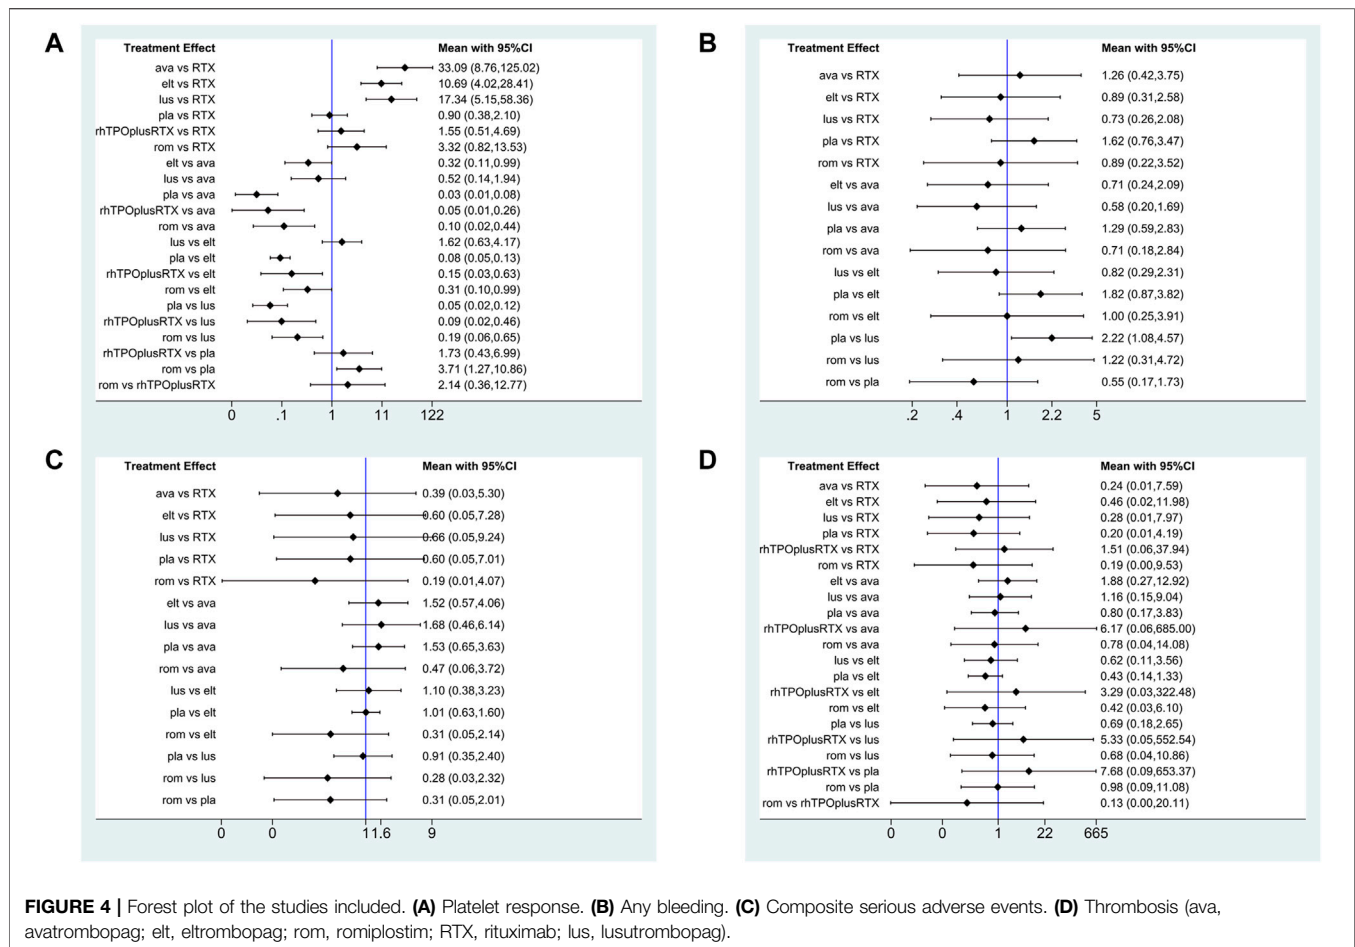 A
Treatment Effect Mean with 95%CI
ava vs RTX 33.09 (8.76,125.02)
elt vs RTX 10.69 (4.02,28.41)
lus vs RTX 17.34 (5.15,58.36)
pla vs RTX 0.90 (0.38,2.10)
rhTPOplusRTX vs RTX 1.55 (0.51,4.69)
rom vs RTX 3.32 (0.82,13.53)
elt vs ava 0.32 (0.11,0.99)
lus vs ava 0.52 (0.14,1.94)
pla vs ava 0.03 (0.01,0.08)
rhTPOplusRTX vs ava 0.05 (0.01,0.26)
rom vs ava 0.10 (0.02,0.44)
lus vs elt 1.62 (0.63,4.17)
pla vs elt 0.08 (0.05,0.13)
rhTPOplusRTX vs elt 0.15 (0.03,0.63)
rom vs elt 0.31 (0.10,0.99)
pla vs lus 0.05 (0.02,0.12)
rhTPOplusRTX vs lus 0.09 (0.02,0.46)
rom vs lus 0.19 (0.06,0.65)
rhTPOplusRTX vs pla 1.73 (0.43,6.99)
rom vs pla 3.71 (1.27,10.86)
rom vs rhTPOplusRTX 2.14 (0.36,12.77)
0 .1 1 11 122
B
Treatment Effect Mean with 95%CI
ava vs RTX 1.26 (0.42,3.75)
elt vs RTX 0.89 (0.31,2.58)
lus vs RTX 0.73 (0.26,2.08)
pla vs RTX 1.62 (0.76,3.47)
rom vs RTX 0.89 (0.22,3.52)
elt vs ava 0.71 (0.24,2.09)
lus vs ava 0.58 (0.20,1.69)
pla vs ava 1.29 (0.59,2.83)
rom vs ava 0.71 (0.18,2.84)
lus vs elt 0.82 (0.29,2.31)
pla vs elt 1.82 (0.87,3.82)
rom vs elt 1.00 (0.25,3.91)
pla vs lus 2.22 (1.08,4.57)
rom vs lus 1.22 (0.31,4.72)
rom vs pla 0.55 (0.17,1.73)
.2 .4 1 2.2 5
C
Treatment Effect Mean with 95%CI
ava vs RTX 0.39 (0.03,5.30)
elt vs RTX 0.60 (0.05,7.28)
lus vs RTX 0.66 (0.05,9.24)
pla vs RTX 0.60 (0.05,7.01)
rom vs RTX 0.19 (0.01,4.07)
elt vs ava 1.52 (0.57,4.06)
lus vs ava 1.68 (0.46,6.14)
pla vs ava 1.53 (0.65,3.63)
rom vs ava 0.47 (0.06,3.72)
lus vs elt 1.10 (0.38,3.23)
pla vs elt 1.01 (0.63,1.60)
rom vs elt 0.31 (0.05,2.14)
pla vs lus 0.91 (0.35,2.40)
rom vs lus 0.28 (0.03,2.32)
rom vs pla 0.31 (0.05,2.01)
0 0 1 1.6 9
D
Treatment Effect Mean with 95%CI
ava vs RTX 0.24 (0.01,7.59)
elt vs RTX 0.46 (0.02,11.98)
lus vs RTX 0.28 (0.01,7.97)
pla vs RTX 0.20 (0.01,4.19)
rhTPOplusRTX vs RTX 1.51 (0.06,37.94)
rom vs RTX 0.19 (0.00,9.53)
elt vs ava 1.88 (0.27,12.92)
lus vs ava 1.16 (0.15,9.04)
pla vs ava 0.80 (0.17,3.83)
rhTPOplusRTX vs ava 6.17 (0.06,685.00)
rom vs ava 0.78 (0.04,14.08)
lus vs elt 0.62 (0.11,3.56)
pla vs elt 0.43 (0.14,1.33)
rhTPOplusRTX vs elt 3.29 (0.03,322.48)
rom vs elt 0.42 (0.03,6.10)
pla vs lus 0.69 (0.18,2.65)
rhTPOplusRTX vs lus 5.33 (0.05,552.54)
rom vs lus 0.68 (0.04,10.86)
rhTPOplusRTX vs pla 7.68 (0.09,653.37)
rom vs pla 0.98 (0.09,11.08)
rom vs rhTPOplusRTX 0.13 (0.00,20.11)
0 0 1 22 665
FIGURE 4 | Forest plot of the studies included. (A) Platelet response. (B) Any bleeding. (C) Composite serious adverse events. (D) Thrombosis (ava,
avatrombopag; elt, eltrombopag; rom, romiplostim; RTX, rituximab; lus, lusutrombopag).